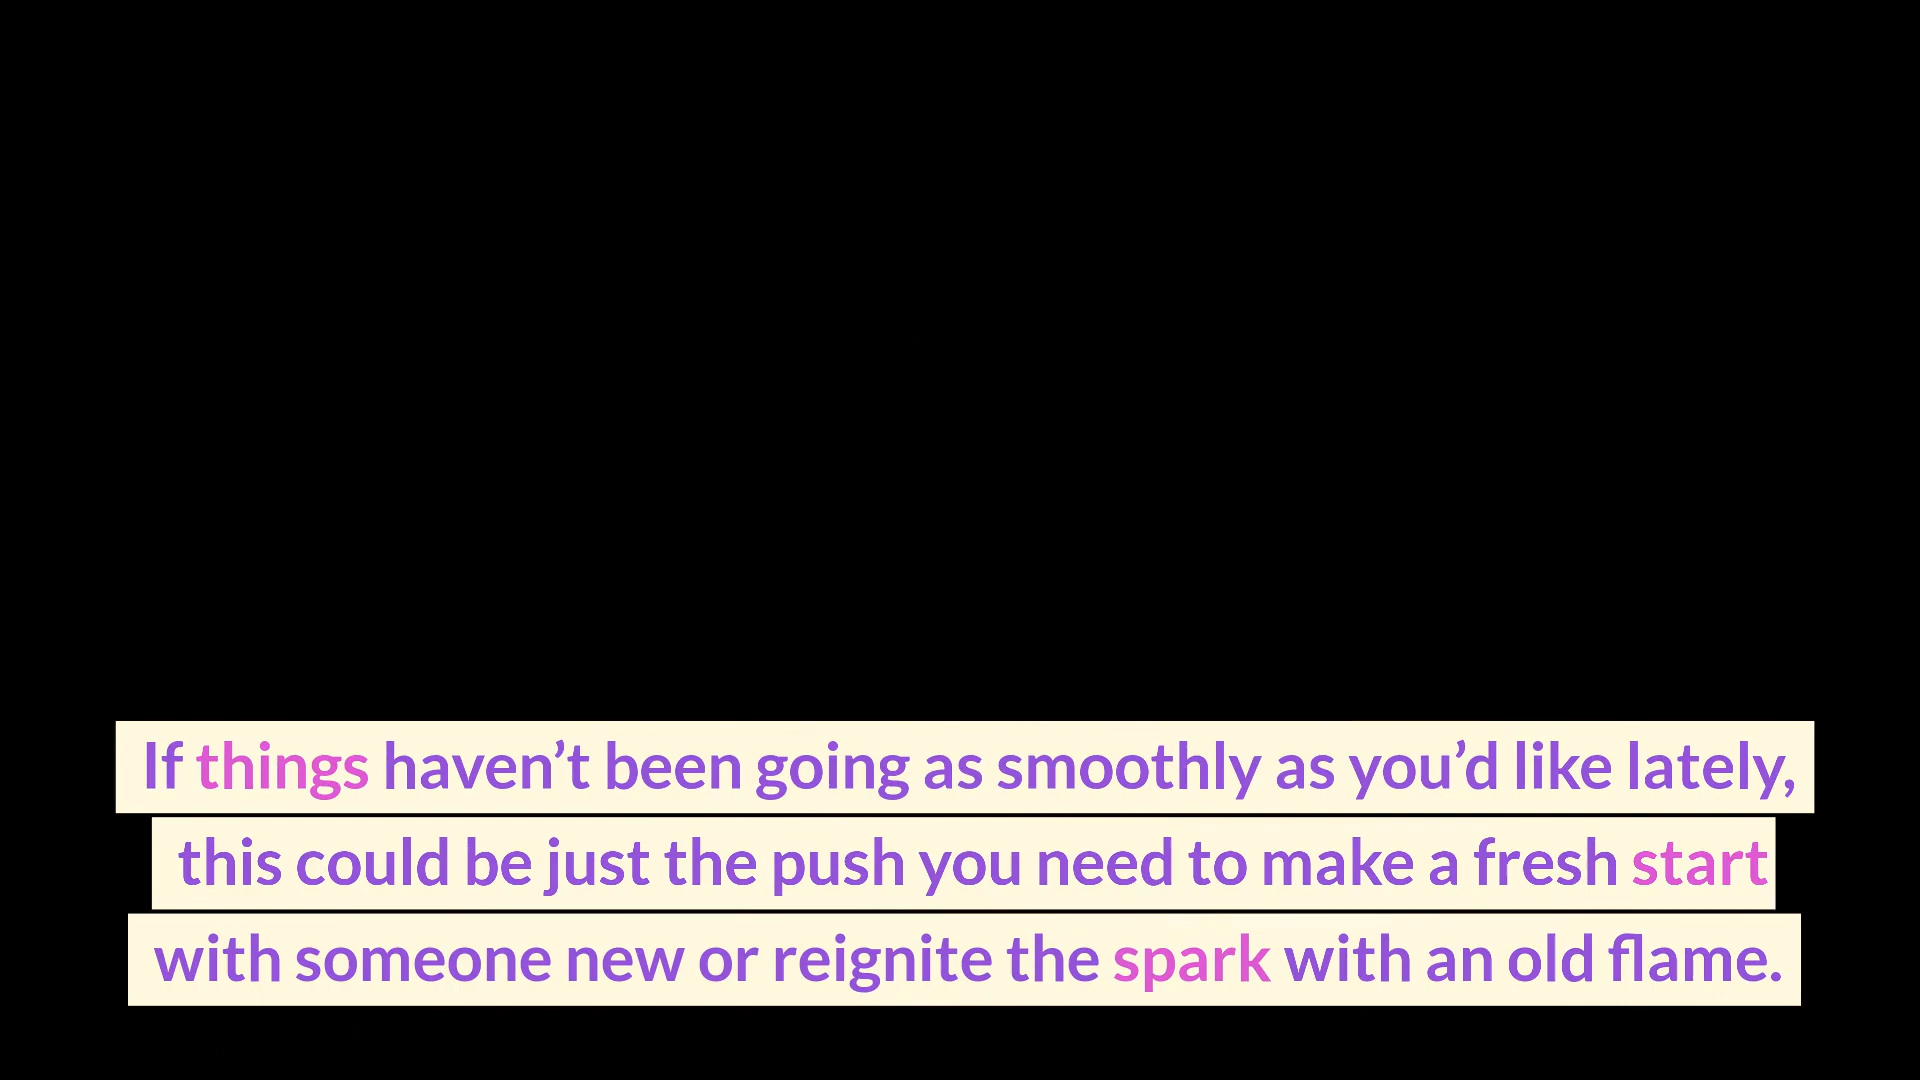 If things haven’t been going as smoothly as you’d like lately,
this could be just the push you need to make a fresh start
with someone new or reignite the spark with an old flame.